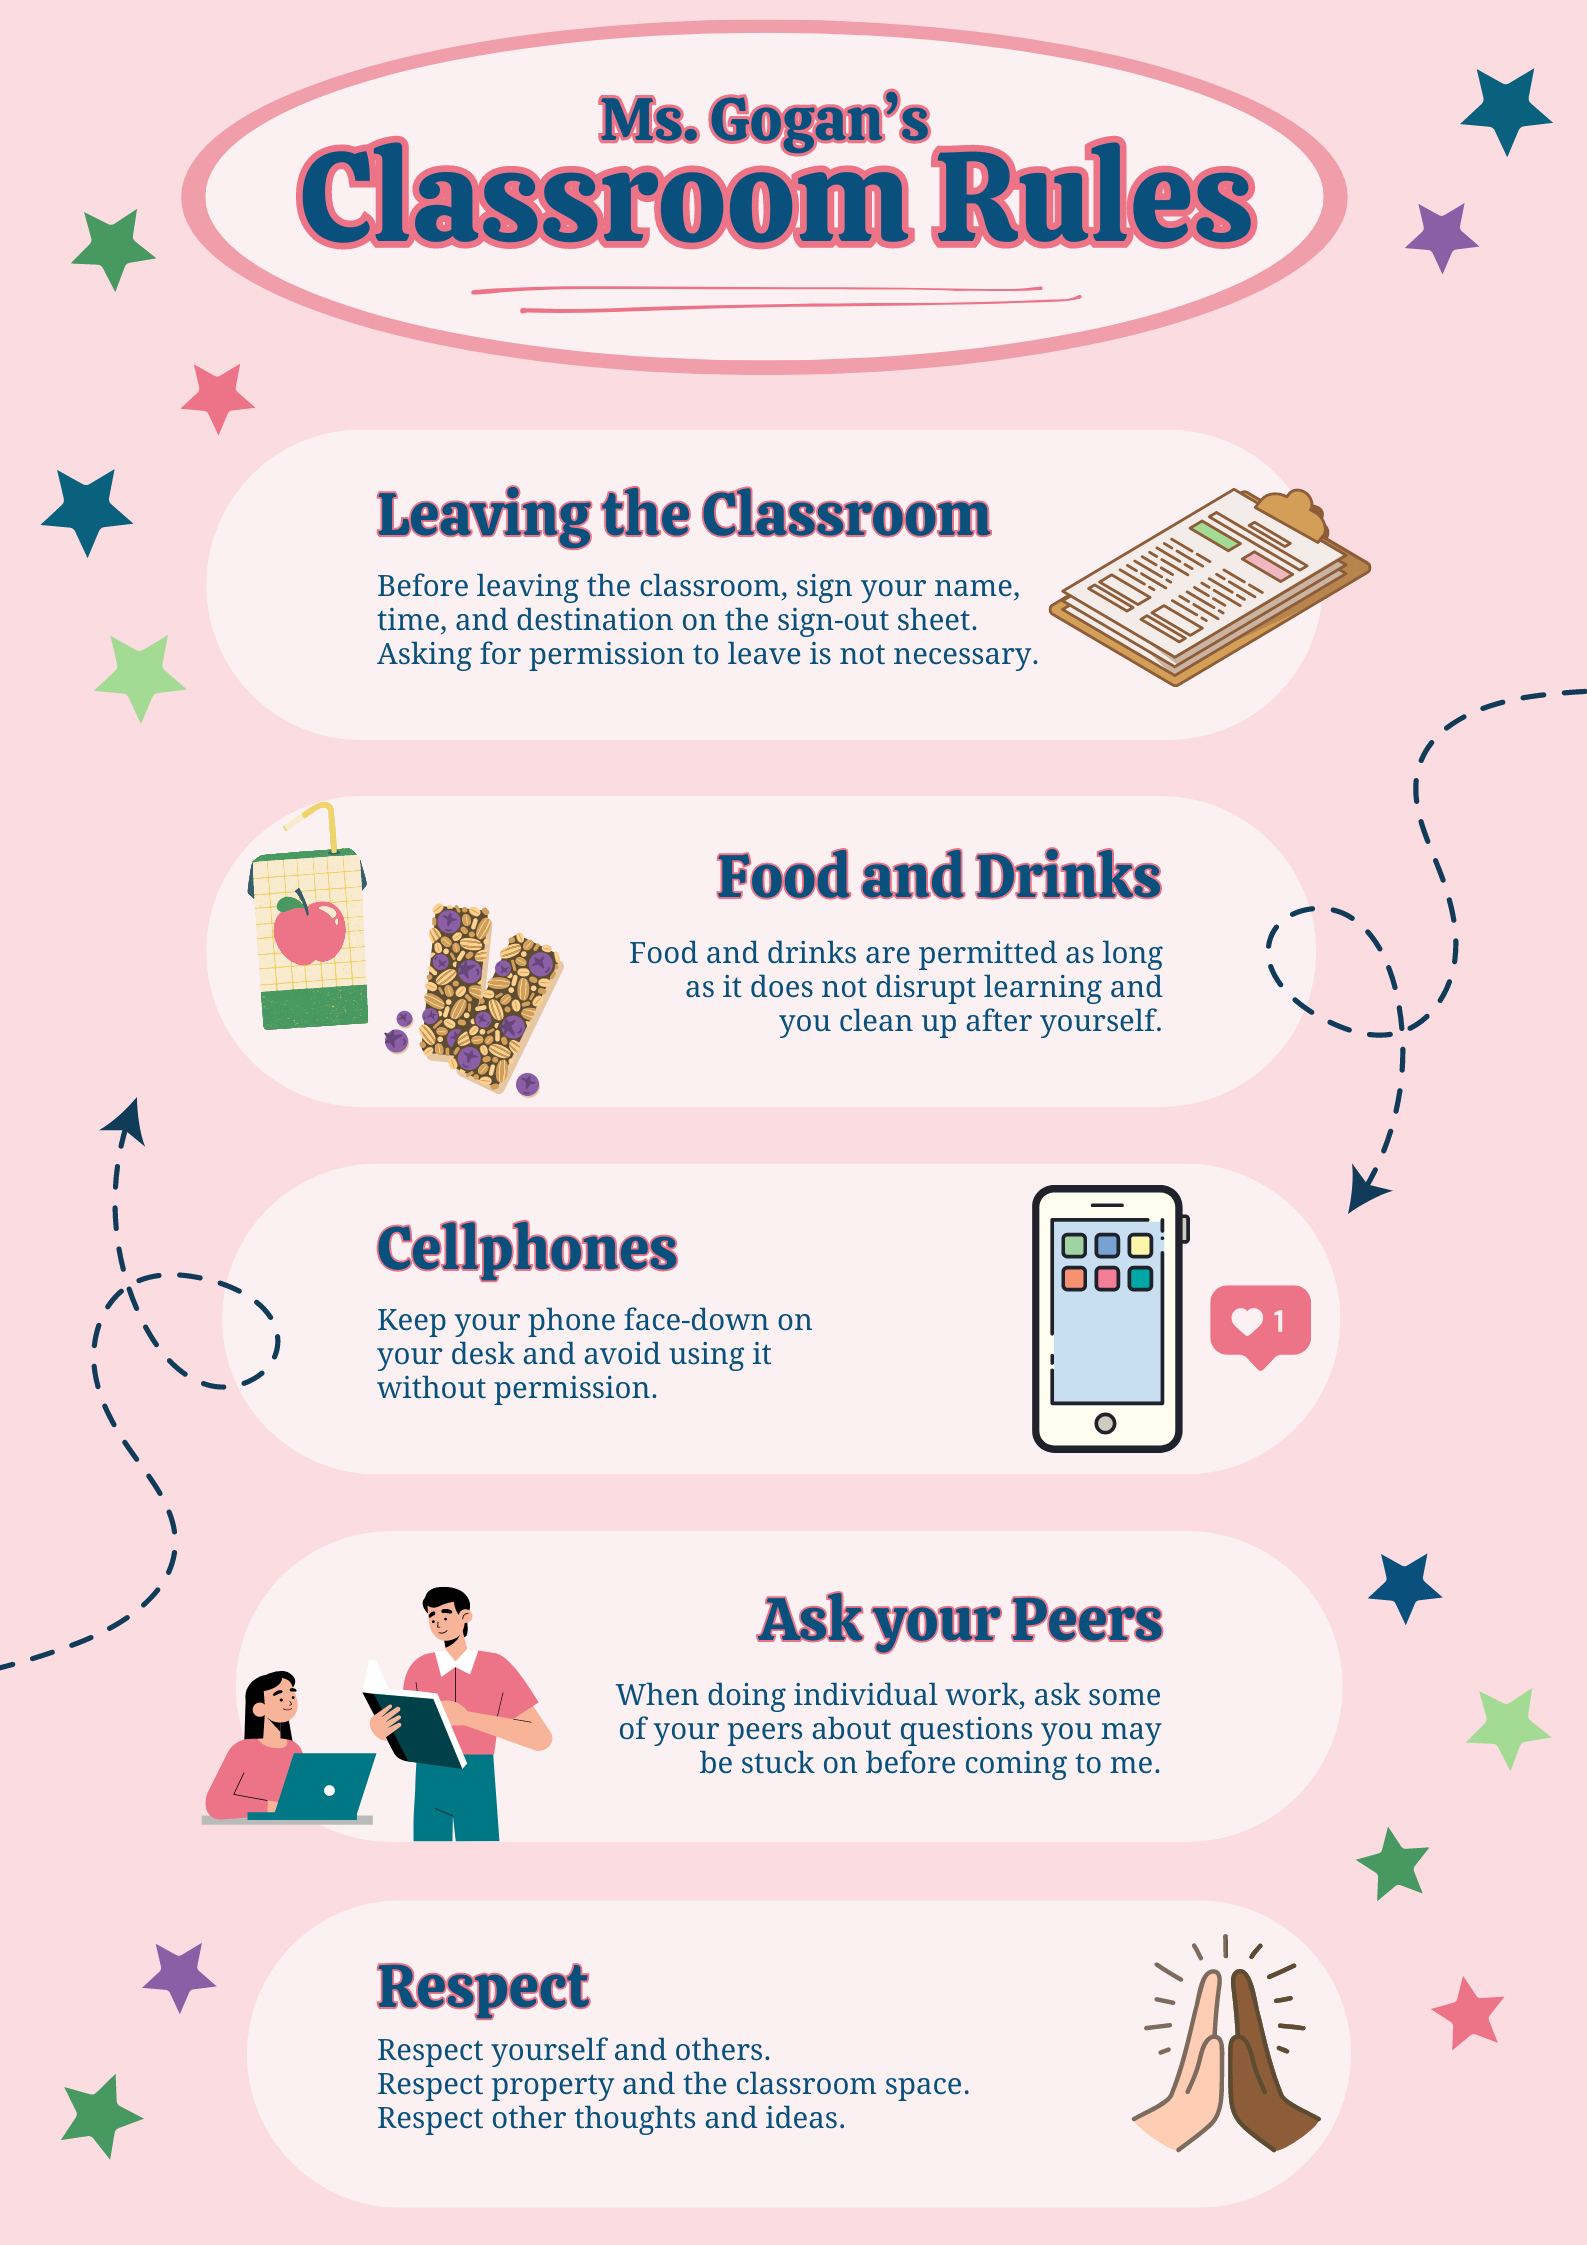 Ms. Gogan’s
Classroom Rules
Leaving the Classroom
Before leaving the classroom, sign your name,
time, and destination on the sign-out sheet.
Asking for permission to leave is not necessary.
Food and Drinks
Food and drinks are permitted as long
as it does not disrupt learning and
you clean up after yourself.
Cellphones
Keep your phone face-down on
your desk and avoid using it
without permission.
1
Ask your Peers
When doing individual work, ask some
of your peers about questions you may
be stuck on before coming to me.
Respect
Respect yourself and others.
Respect property and the classroom space.
Respect other thoughts and ideas.